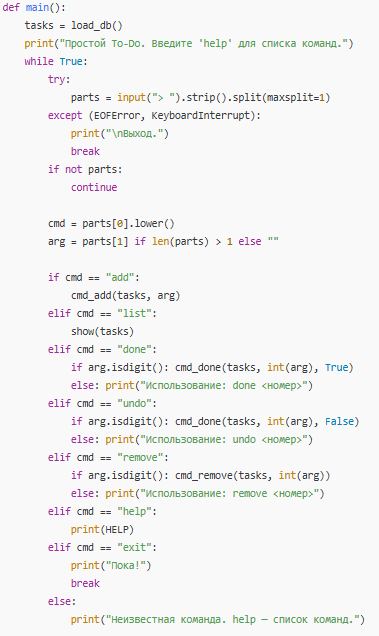 def main():
    tasks = load_db()
    print("Простой To-Do. Введите 'help' для списка команд.")
    while True:
        try:
            parts = input("> ").strip().split(maxsplit=1)
        except (EOFError, KeyboardInterrupt):
            print("\nВыход.")
            break
        if not parts:
            continue

        cmd = parts[0].lower()
        arg = parts[1] if len(parts) > 1 else ""

        if cmd == "add":
            cmd_add(tasks, arg)
        elif cmd == "list":
            show(tasks)
        elif cmd == "done":
            if arg.isdigit(): cmd_done(tasks, int(arg), True)
            else: print("Использование: done <номер>")
        elif cmd == "undo":
            if arg.isdigit(): cmd_done(tasks, int(arg), False)
            else: print("Использование: undo <номер>")
        elif cmd == "remove":
            if arg.isdigit(): cmd_remove(tasks, int(arg))
            else: print("Использование: remove <номер>")
        elif cmd == "help":
            print(HELP)
        elif cmd == "exit":
            print("Пока!")
            break
        else:
            print("Неизвестная команда. help — список команд.")